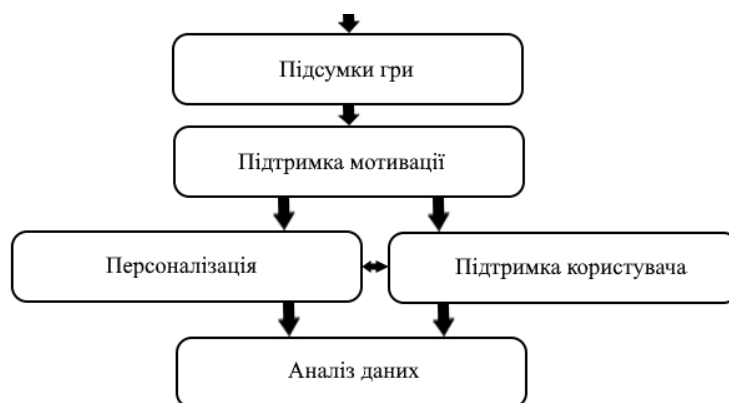 Підсумки гри
Підтримка мотивації
Персоналізація
Підтримка користувача
Аналіз даних